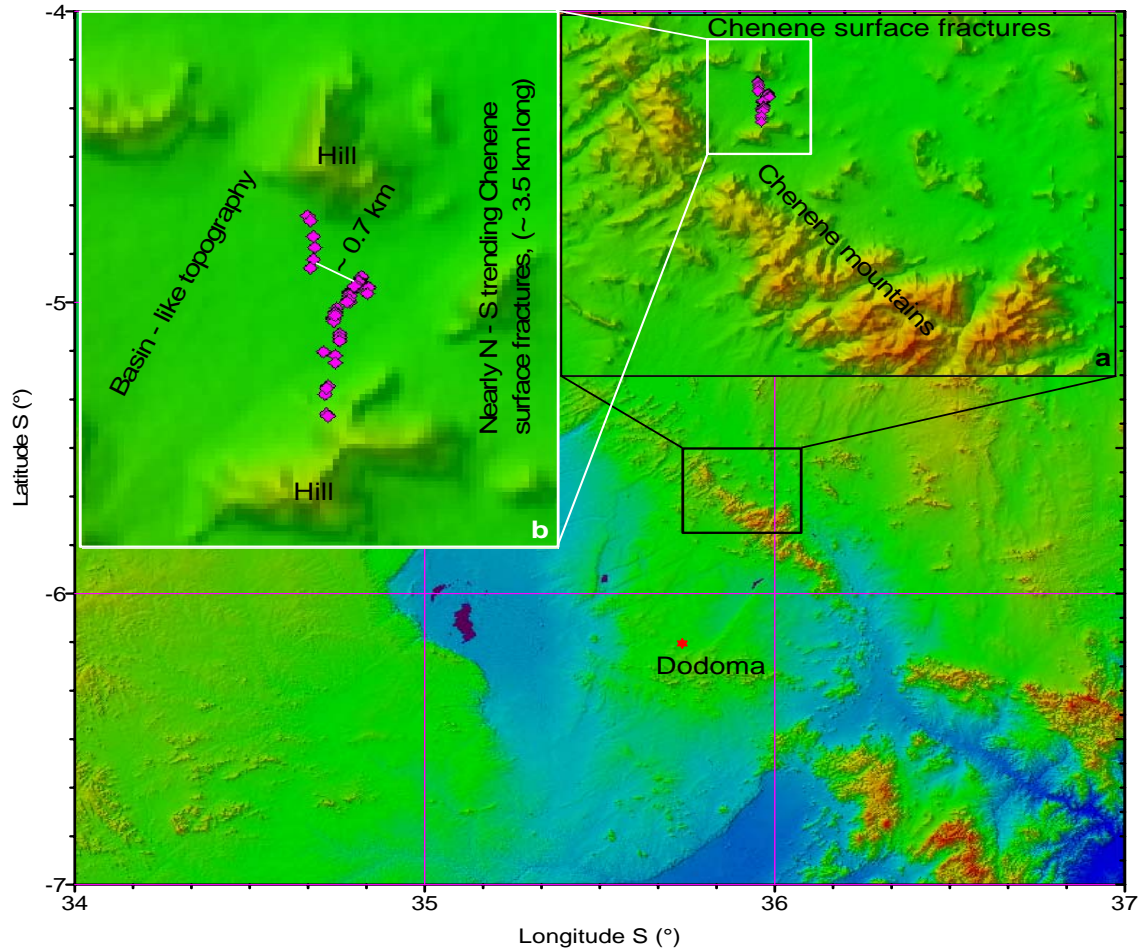 -4
-5
-6
-7
34
35
36
37
Latitude S (°)
Longitude S (°)
Hill
Basin - like topography
~ 0.7 km
Nearly N - S trending Chenene
surface fractures, (~ 3.5 km long)
Hill
b
Chenene surface fractures
Chenene mountains
a
Dodoma